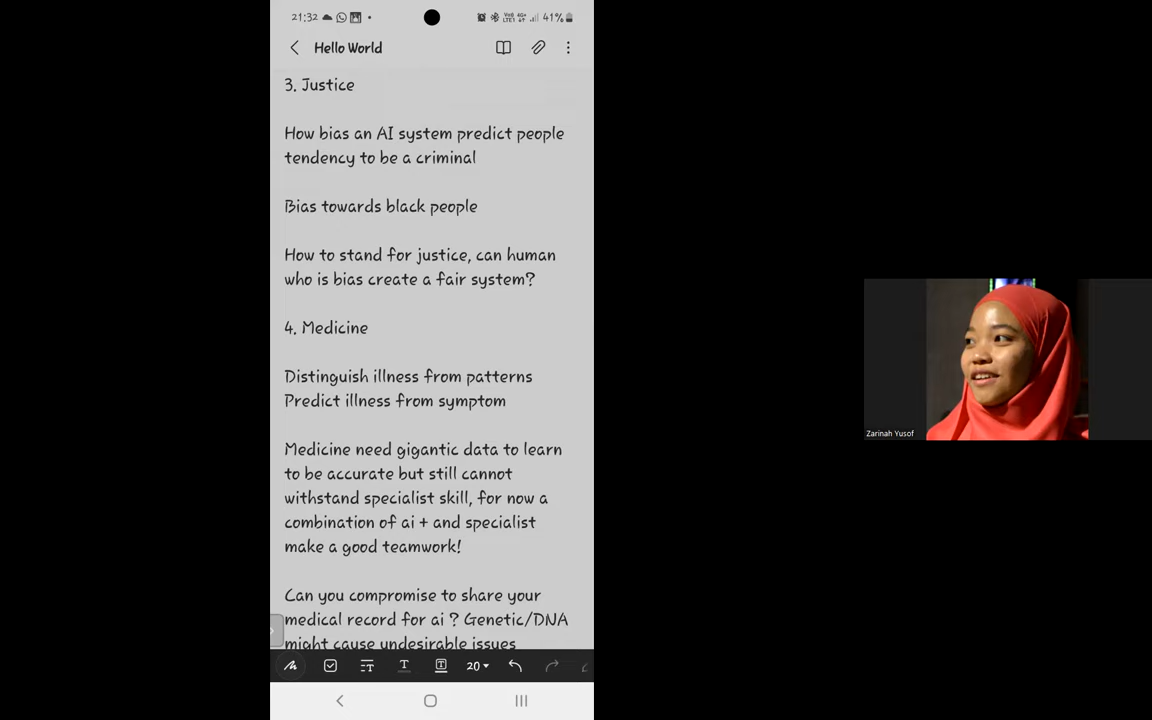 21:32
41%
Hello World
3. Justice
How bias an AI system predict people
tendency to be a criminal
Bias towards black people
How to stand for justice, can human
who is bias create a fair system?
4. Medicine
Distinguish illness from patterns
Predict illness from symptom
Medicine need gigantic data to learn
to be accurate but still cannot
withstand specialist skill, for now a
combination of ai + and specialist
make a good teamwork!
Can you compromise to share your
medical record for ai ? Genetic/DNA
might cause undesirable issues
20
Zarinah Yusof